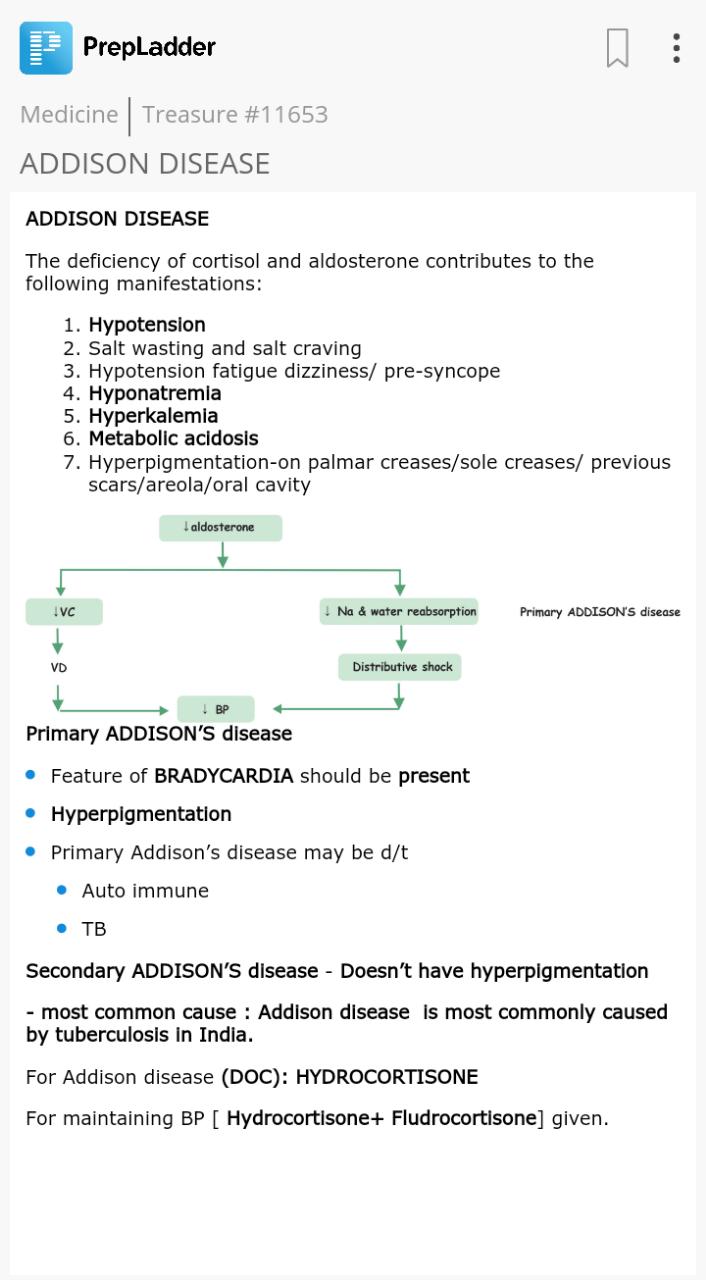 PrepLadder
Medicine | Treasure #11653
ADDISON DISEASE
ADDISON DISEASE
The deficiency of cortisol and aldosterone contributes to the
following manifestations:
1. Hypotension
2. Salt wasting and salt craving
3. Hypotension fatigue dizziness/ pre-syncope
4. Hyponatremia
5. Hyperkalemia
6. Metabolic acidosis
7. Hyperpigmentation-on palmar creases/sole creases/ previous
scars/areola/oral cavity
↓aldosterone
↓VC
↓ Na & water reabsorption
Primary ADDISON'S disease
VD
Distributive shock
↓ BP
Primary ADDISON'S disease
Feature of BRADYCARDIA should be present
Hyperpigmentation
Primary Addison's disease may be d/t
Auto immune
TB
Secondary ADDISON'S disease - Doesn't have hyperpigmentation
- most common cause : Addison disease is most commonly caused
by tuberculosis in India.
For Addison disease (DOC): HYDROCORTISONE
For maintaining BP [ Hydrocortisone+ Fludrocortisone] given.